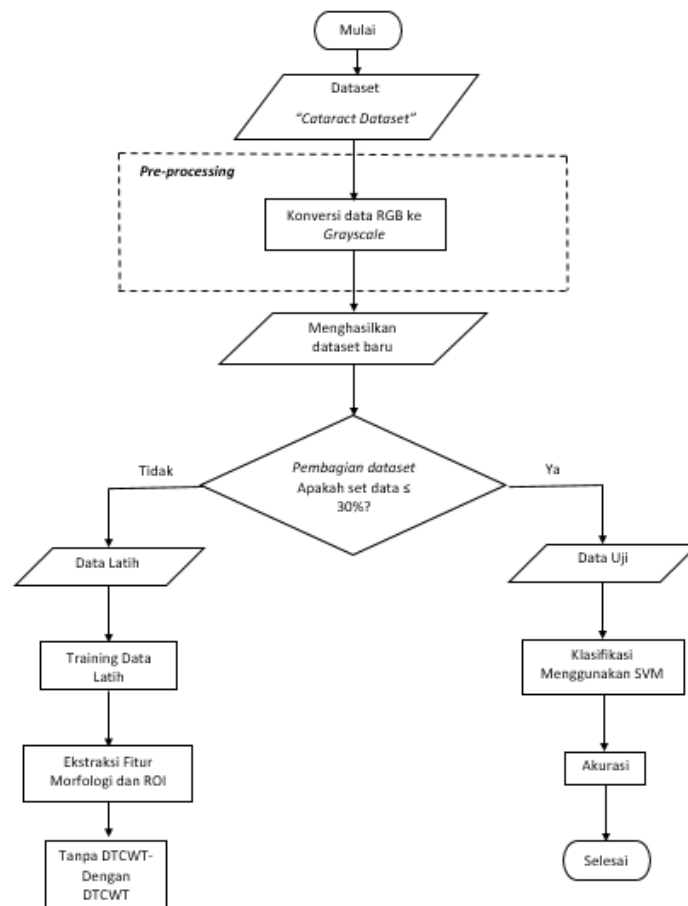 Mulai
Dataset
“Cataract Dataset”
Pre-processing
Konversi data RGB ke
Grayscale
Menghasilkan
dataset baru
Tidak
Pembagian dataset
Apakah set data ≤
30%?
Ya
Data Latih
Training Data
Latih
Ekstraksi Fitur
Morfologi dan ROI
Tanpa DTCWT-
Dengan
DTCWT
Data Uji
Klasifikasi
Menggunakan SVM
Akurasi
Selesai